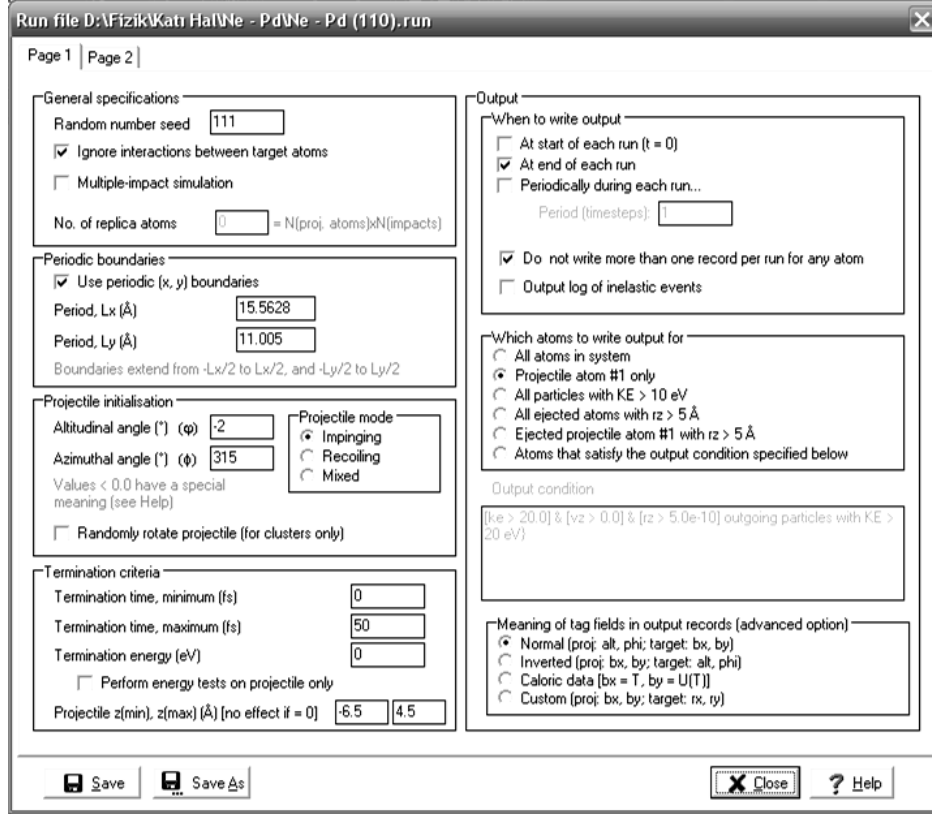 Run file D:\Fizik\Katı Hal\Ne - Pd\Ne - Pd (110).run
Page 1
Page 2
General specifications
Random number seed 111
Ignore interactions between target atoms
Multiple-impact simulation
No. of replica atoms 0 = N(proj. atoms)xN(impacts)
Periodic boundaries
Use periodic (x, y) boundaries
Period, Lx (Å) 15.5628
Period, Ly (Å) 11.005
Boundaries extend from -Lx/2 to Lx/2, and -Ly/2 to Ly/2
Projectile initialisation
Altitudinal angle (°) (φ) -2
Azimuthal angle (°) (ϕ) 315
Values < 0.0 have a special
meaning (see Help)
Projectile mode
Impinging
Recoiling
Mixed
Randomly rotate projectile (for clusters only)
Termination criteria
Termination time, minimum (fs) 0
Termination time, maximum (fs) 50
Termination energy (eV) 0
Perform energy tests on projectile only
Projectile z(min), z(max) (Å) [no effect if = 0] -6.5 4.5
Output
When to write output
At start of each run (t = 0)
At end of each run
Periodically during each run...
Period (timesteps): 1
Do not write more than one record per run for any atom
Output log of inelastic events
Which atoms to write output for
All atoms in system
Projectile atom #1 only
All particles with KE > 10 eV
All ejected atoms with rz > 5 Å
Ejected projectile atom #1 with rz > 5 Å
Atoms that satisfy the output condition specified below
Output condition
[ke > 20.0] & [vz > 0.0] & [rz > 5.0e-10] outgoing particles with KE >
20 eV}
Meaning of tag fields in output records (advanced option)
Normal (proj: alt, phi; target: bx, by)
Inverted (proj: bx, by; target: alt, phi)
Caloric data [bx = T, by = U(T)]
Custom (proj: bx, by; target: rx, ry)
Save
Save As
Close
Help